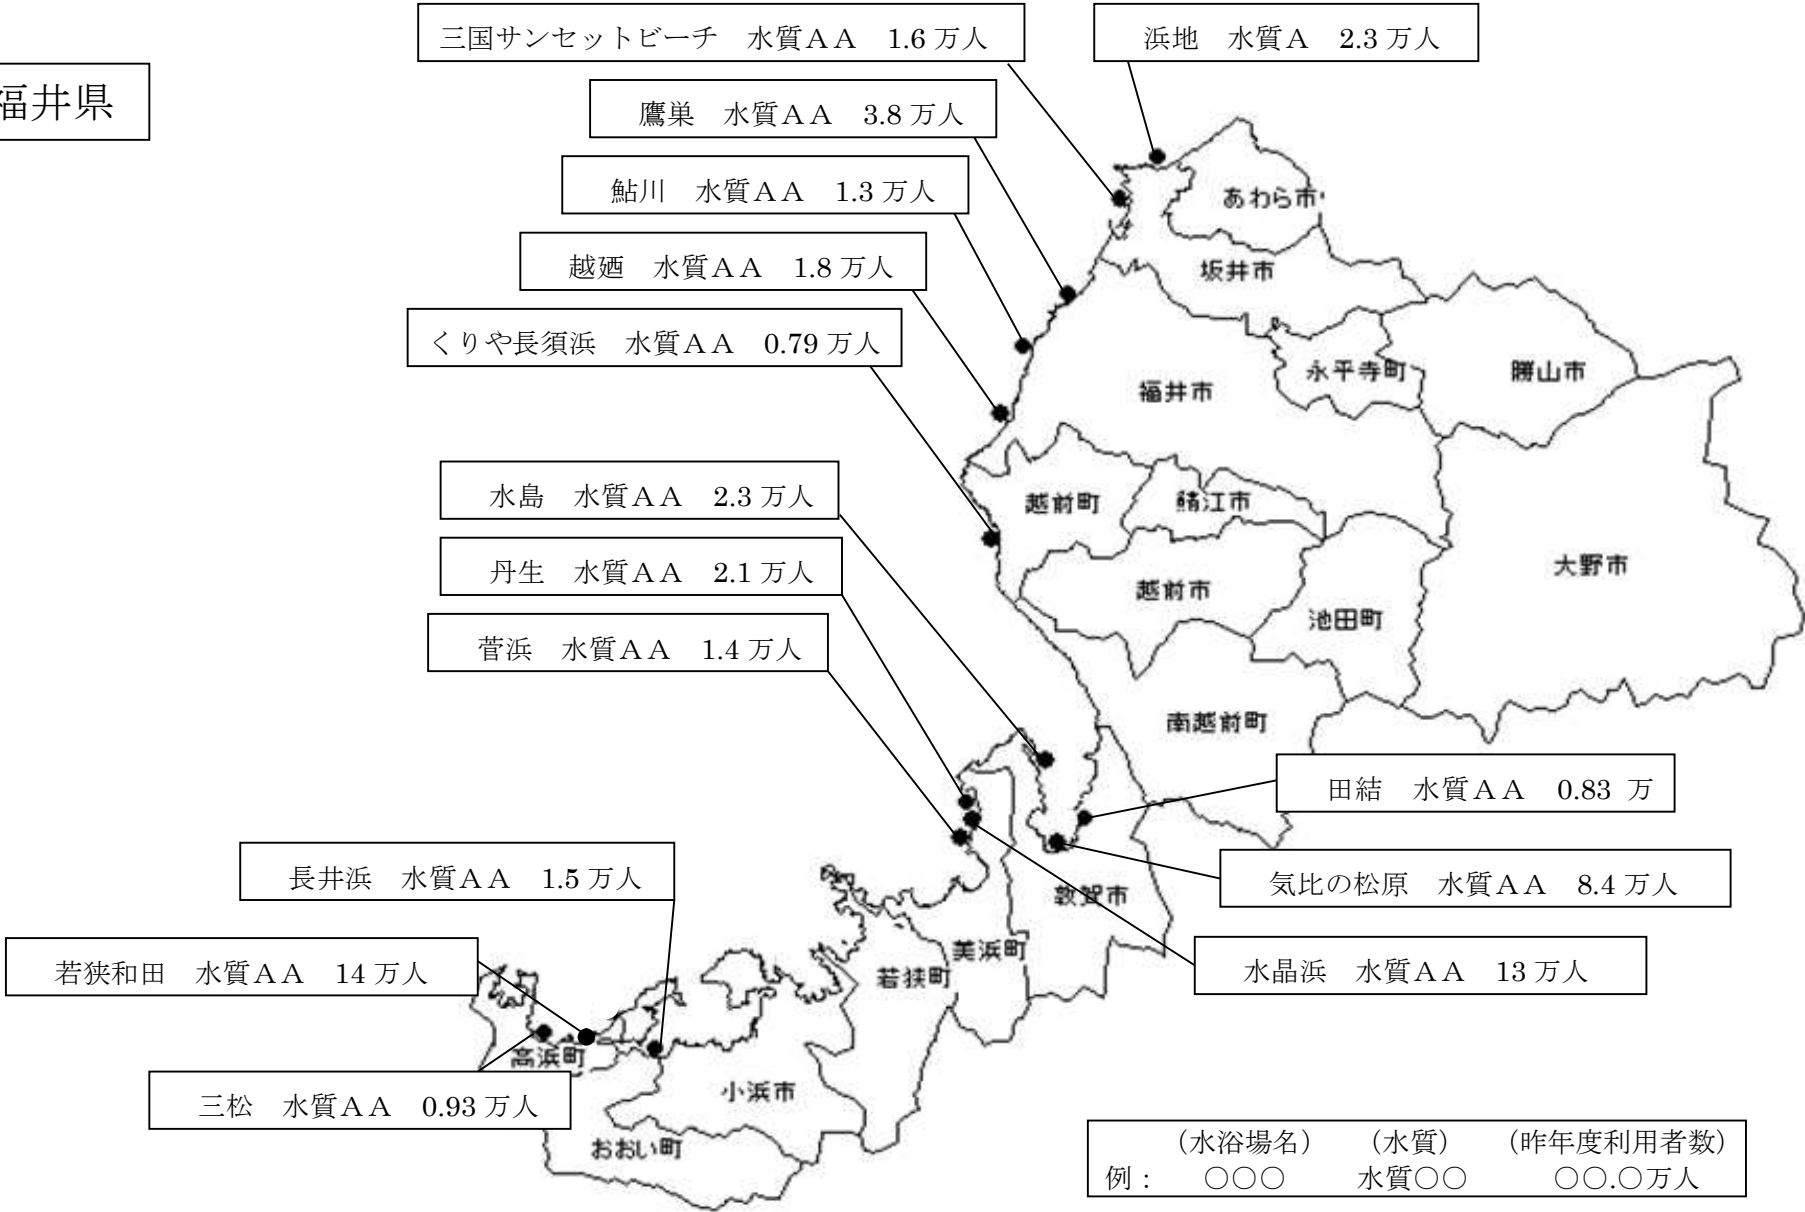 三国サンセットビーチ　水質ＡＡ　1.6 万人
浜地　水質Ａ　2.3 万人
福井県
鷹巣　水質ＡＡ　3.8 万人
鮎川　水質ＡＡ　1.3 万人
あわら市
越廼　水質ＡＡ　1.8 万人
坂井市
くりや長須浜　水質ＡＡ　0.79 万人
永平寺町
勝山市
福井市
水島　水質ＡＡ　2.3 万人
越前町
鯖江市
丹生　水質ＡＡ　2.1 万人
大野市
越前市
池田町
菅浜　水質ＡＡ　1.4 万人
南越前町
田結　水質ＡＡ　0.83 万
長井浜　水質ＡＡ　1.5 万人
気比の松原　水質ＡＡ　8.4 万人
敦賀市
美浜町
若狭和田　水質ＡＡ　14 万人
若狭町
水晶浜　水質ＡＡ　13 万人
高浜町
小浜市
三松　水質ＡＡ　0.93 万人
おおい町
（水浴場名）　（水質）　（昨年度利用者数）
例：　○○○　水質○○　○○.○万人